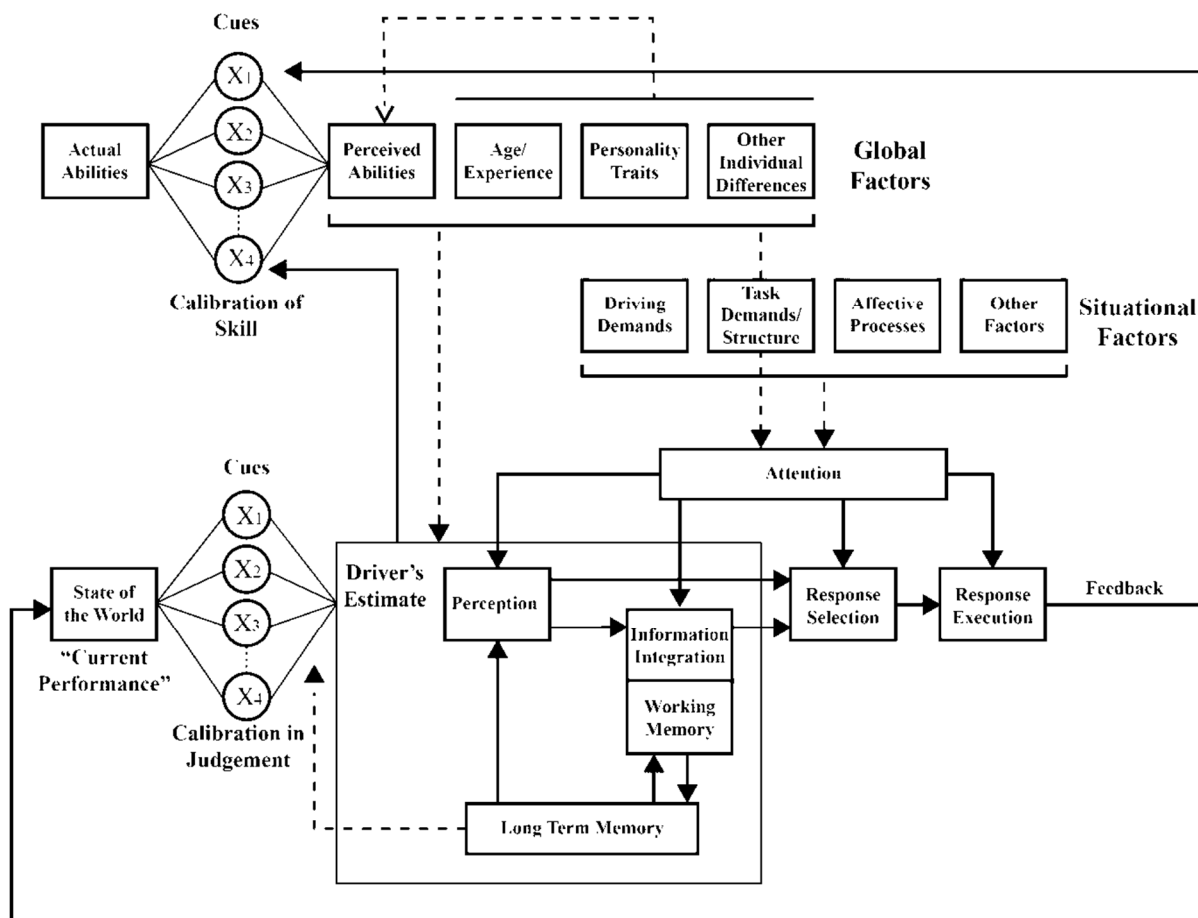 Cues
X1
X2
X3
X4
Actual
Abilities
Perceived
Abilities
Age/
Experience
Personality
Traits
Other
Individual
Differences
Global
Factors
Calibration of
Skill
Driving
Demands
Task
Demands/
Structure
Affective
Processes
Other
Factors
Situational
Factors
Attention
Cues
X1
X2
X3
X4
State of
the World
“Current
Performance”
Calibration in
Judgement
Driver’s
Estimate
Perception
Information
Integration
Working
Memory
Long Term Memory
Response
Selection
Response
Execution
Feedback